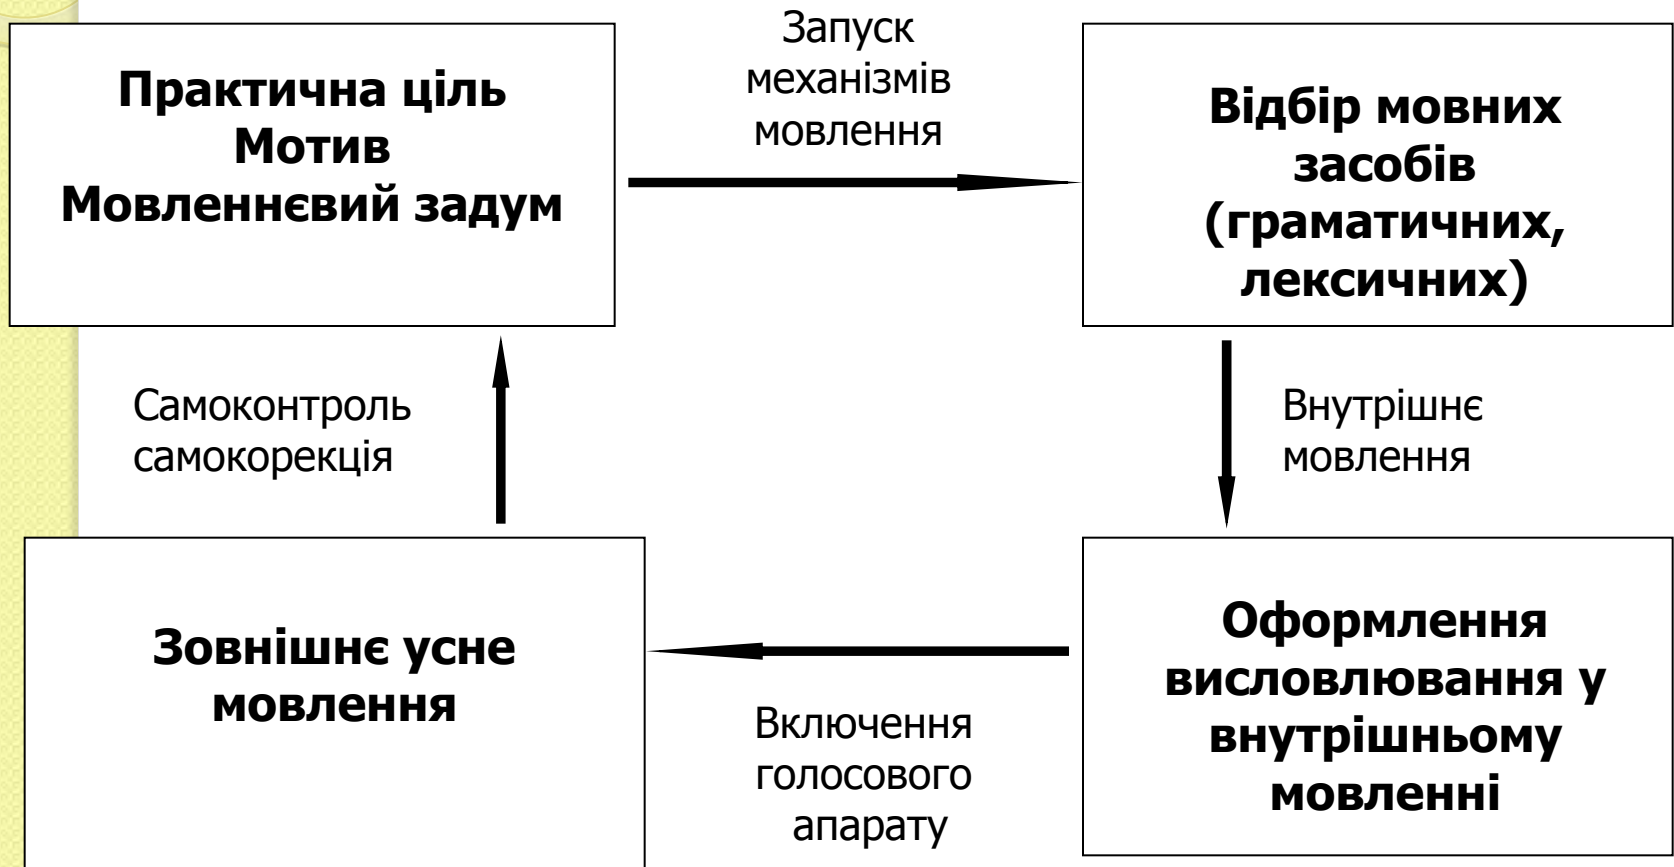 Практична ціль
Мотив
Мовленнєвий задум
Запуск
механізмів
мовлення
Відбір мовних
засобів
(граматичних,
лексичних)
Самоконтроль
самокорекція
Внутрішнє
мовлення
Зовнішнє усне
мовлення
Включення
голосового
апарату
Оформлення
висловлювання у
внутрішньому
мовленні